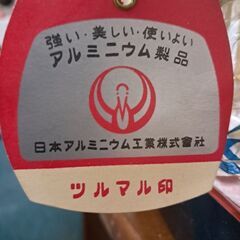 強い・美しい・使いよい
アルミニウム製品
日本アルミニウム工業株式會社
ツルマル印